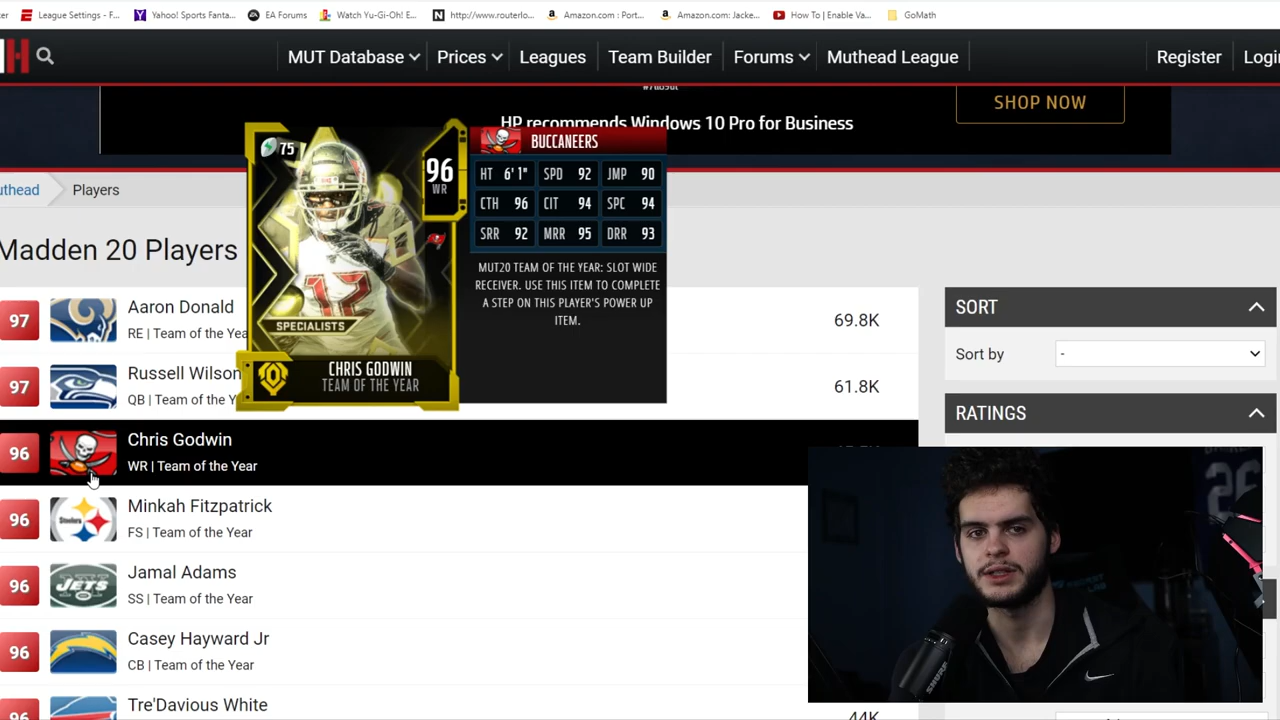 League Settings - F...
Yahoo! Sports Fanta...
EA Forums
Watch Yu-Gi-Oh! E...
http://www.routerlo...
Amazon.com : Port...
Amazon.com: Jacke...
How To | Enable Va...
GoMath
H
MUT Database
Prices
Leagues
Team Builder
Forums
Muthead League
Register
SHOP NOW
HP recommends Windows 10 Pro for Business
Players
Madden 20 Players
75
96
WR
SPECIALISTS
CHRIS GODWIN
TEAM OF THE YEAR
BUCCANEERS
HT 6' 1" SPD 92 JMP 90
CTH 96 CIT 94 SPC 94
SRR 92 MRR 95 DRR 93
MUT20 TEAM OF THE YEAR: SLOT WIDE
RECEIVER. USE THIS ITEM TO COMPLETE
A STEP ON THIS PLAYER'S POWER UP
ITEM.
97
Aaron Donald
RE | Team of the Yea
69.8K
97
Russell Wilson
QB | Team of the Y
61.8K
96
Chris Godwin
WR | Team of the Year
96
Steelers
Minkah Fitzpatrick
FS | Team of the Year
96
JETS
Jamal Adams
SS | Team of the Year
96
Casey Hayward Jr
CB | Team of the Year
96
Tre'Davious White
44K
SORT
Sort by
-
RATINGS
26
SHURE